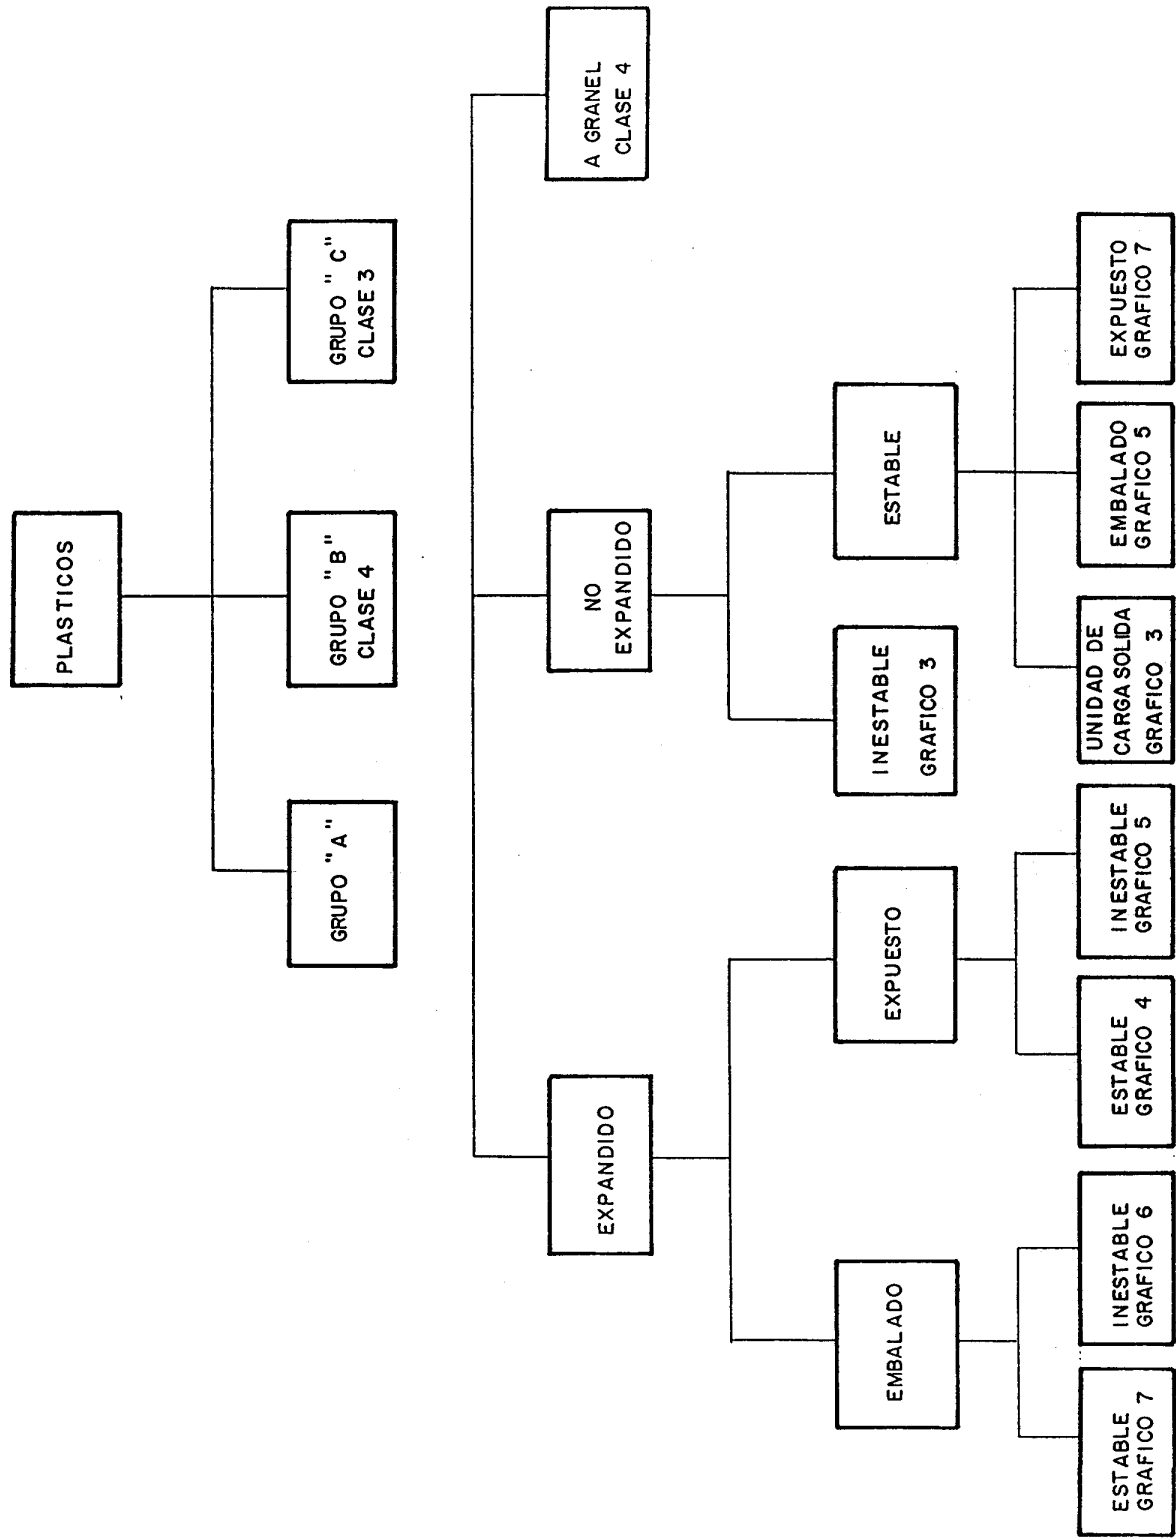 PLASTICOS
GRUPO "A"
GRUPO "B"
CLASE 4
GRUPO "C"
CLASE 3
EXPANDIDO
NO
EXPANDIDO
A GRANEL
CLASE 4
EMBALADO
EXPUESTO
INESTABLE
GRAFICO 3
ESTABLE
ESTABLE
GRAFICO 7
INESTABLE
GRAFICO 6
ESTABLE
GRAFICO 4
INESTABLE
GRAFICO 5
UNIDAD DE
CARGA SOLIDA
GRAFICO 3
EMBALADO
GRAFICO 5
EXPUESTO
GRAFICO 7